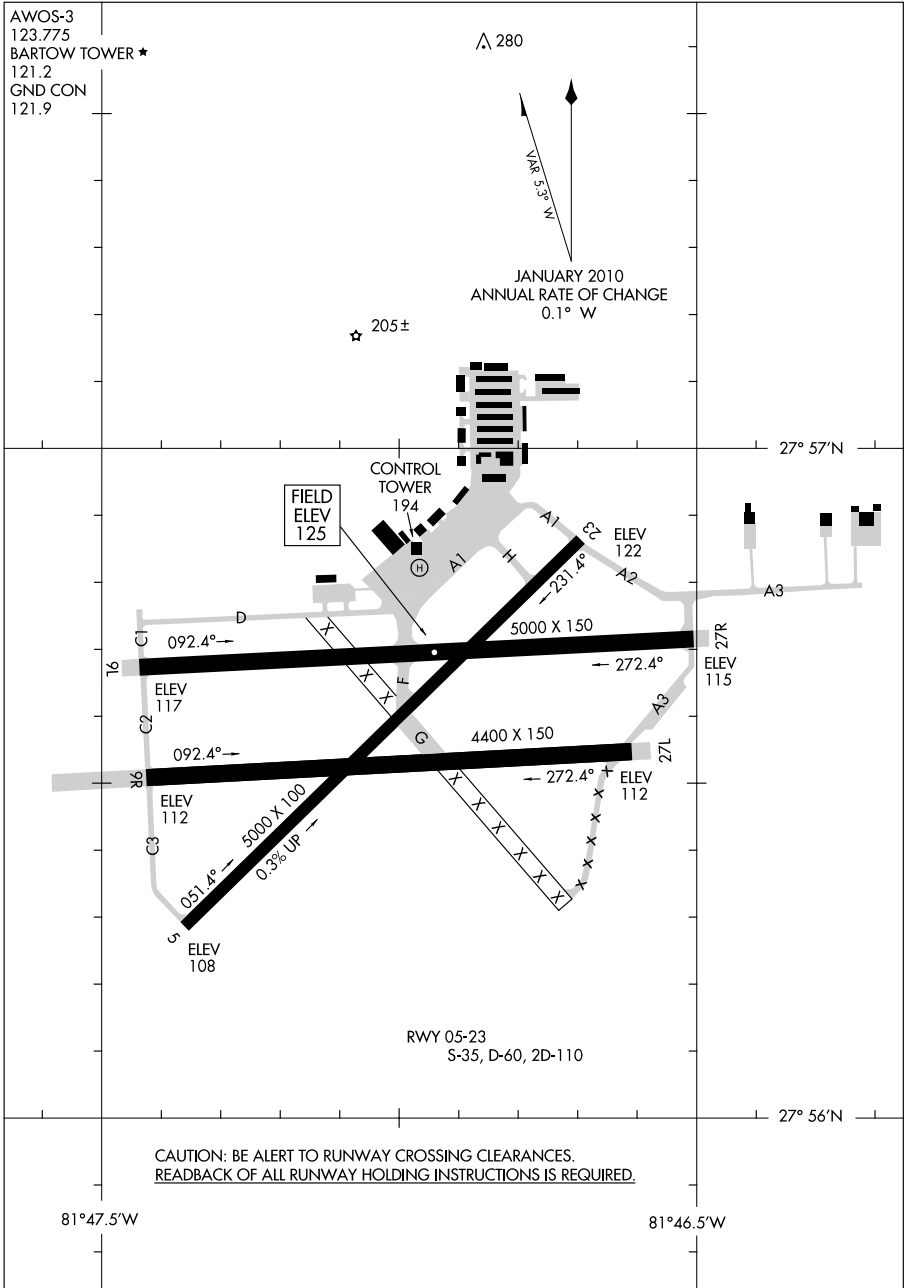 AWOS-3
123.775
BARTOW TOWER
121.2
GND CON
121.9
280
VAR 5.3° W
JANUARY 2010
ANNUAL RATE OF CHANGE
0.1° W
205±
27° 57'N
CONTROL
TOWER
194
FIELD
ELEV
125
H
A1
A1
H
23
ELEV
122
231.4°
A2
A3
D
C1
092.4°
5000 X 150
27R
9L
272.4°
ELEV
117
ELEV
115
X
X
X
X
F
A3
C2
G
4400 X 150
27L
092.4°
272.4°
9R
ELEV
112
ELEV
112
X
X
X
X
X
X
X
X
X
X
X
X
C3
5000 X 100
051.4°
0.3% UP
5
ELEV
108
RWY 05-23
S-35, D-60, 2D-110
27° 56'N
CAUTION: BE ALERT TO RUNWAY CROSSING CLEARANCES.
READBACK OF ALL RUNWAY HOLDING INSTRUCTIONS IS REQUIRED.
81°47.5'W
81°46.5'W